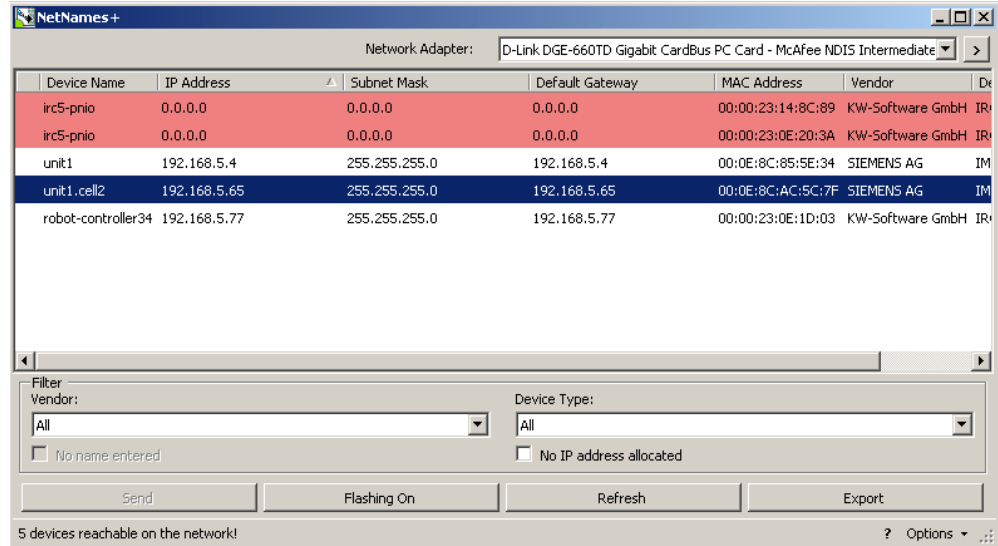 NetNames+
Network Adapter: D-Link DGE-660TD Gigabit CardBus PC Card - McAfee NDIS Intermediate >
Device Name IP Address Subnet Mask Default Gateway MAC Address Vendor De
irc5-pnio 0.0.0.0 0.0.0.0 0.0.0.0 00:00:23:14:8C:89 KW-Software GmbH IR
irc5-pnio 0.0.0.0 0.0.0.0 0.0.0.0 00:00:23:0E:20:3A KW-Software GmbH IR
unit1 192.168.5.4 255.255.255.0 192.168.5.4 00:0E:8C:85:5E:34 SIEMENS AG IM
unit1.cell2 192.168.5.65 255.255.255.0 192.168.5.65 00:0E:8C:AC:5C:7F SIEMENS AG IM
robot-controller34 192.168.5.77 255.255.255.0 192.168.5.77 00:00:23:0E:1D:03 KW-Software GmbH IR
Filter
Vendor: Device Type:
All All
No name entered No IP address allocated
Send Flashing On Refresh Export
5 devices reachable on the network! ? Options